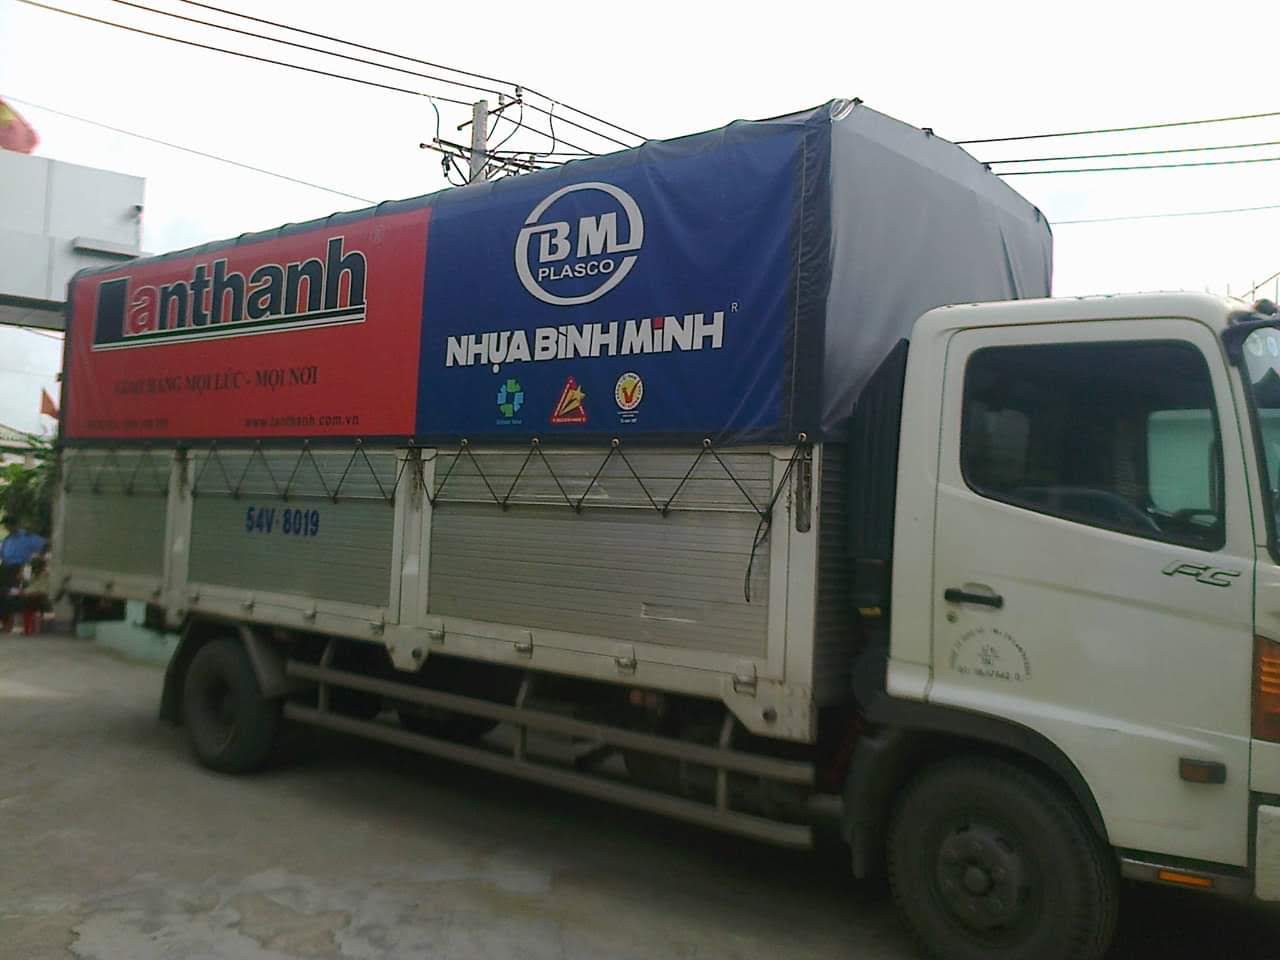 Lanthanh
GIAO HÀNG MỌI LÚC - MỌI NƠI
www.lanthanh.com.vn
BM
PLASCO
NHỰA BÌNH MINH
R
54V-8019
FC